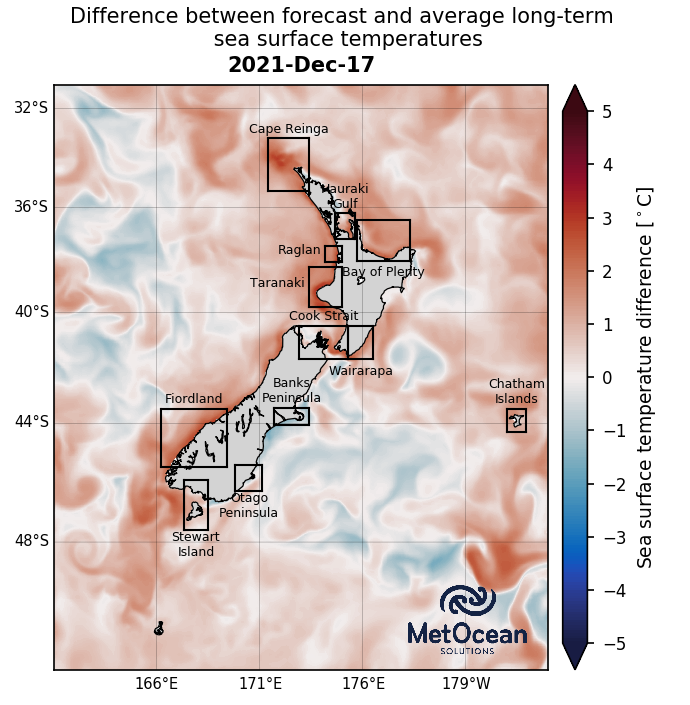 Difference between forecast and average long-term
sea surface temperatures
2021-Dec-17
32°S
36°S
40°S
44°S
48°S
Cape Reinga
Hauraki
Gulf
Raglan
Bay of Plenty
Taranaki
Cook Strait
Wairarapa
Banks
Peninsula
Fiordland
Chatham
Islands
Otago
Peninsula
Stewart
Island
MetOcean
SOLUTIONS
166°E
171°E
176°E
179°W
5
4
3
2
1
0
−1
−2
−3
−4
−5
Sea surface temperature difference [°C]